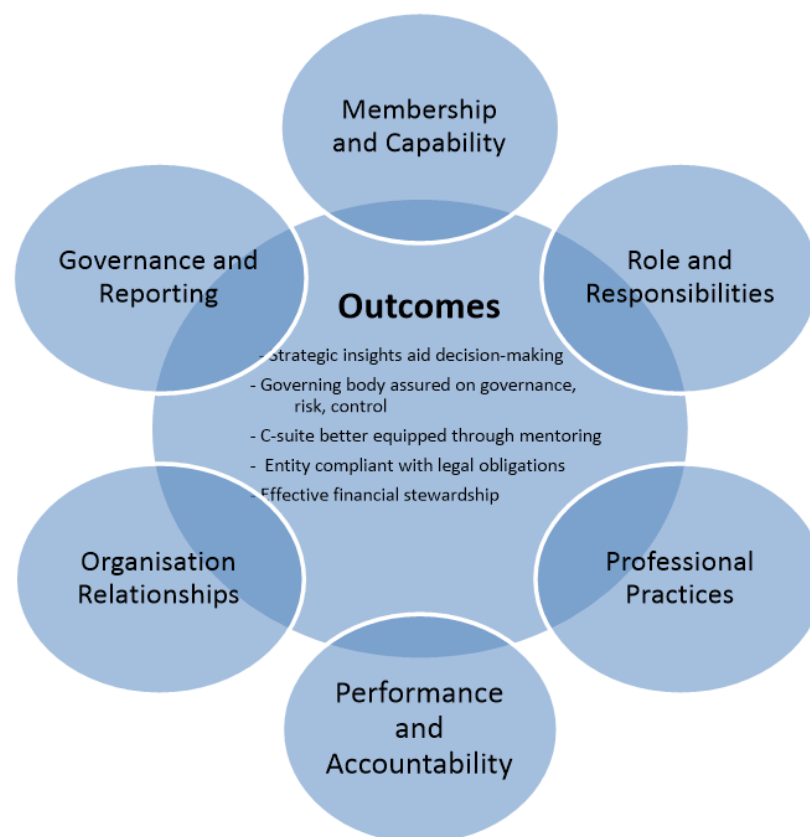 Membership
and Capability
Governance and
Reporting
Role and
Responsibilities
Outcomes
- Strategic insights aid decision-making
- Governing body assured on governance,
risk, control
- C-suite better equipped through mentoring
- Entity compliant with legal obligations
- Effective financial stewardship
Organisation
Relationships
Professional
Practices
Performance
and
Accountability